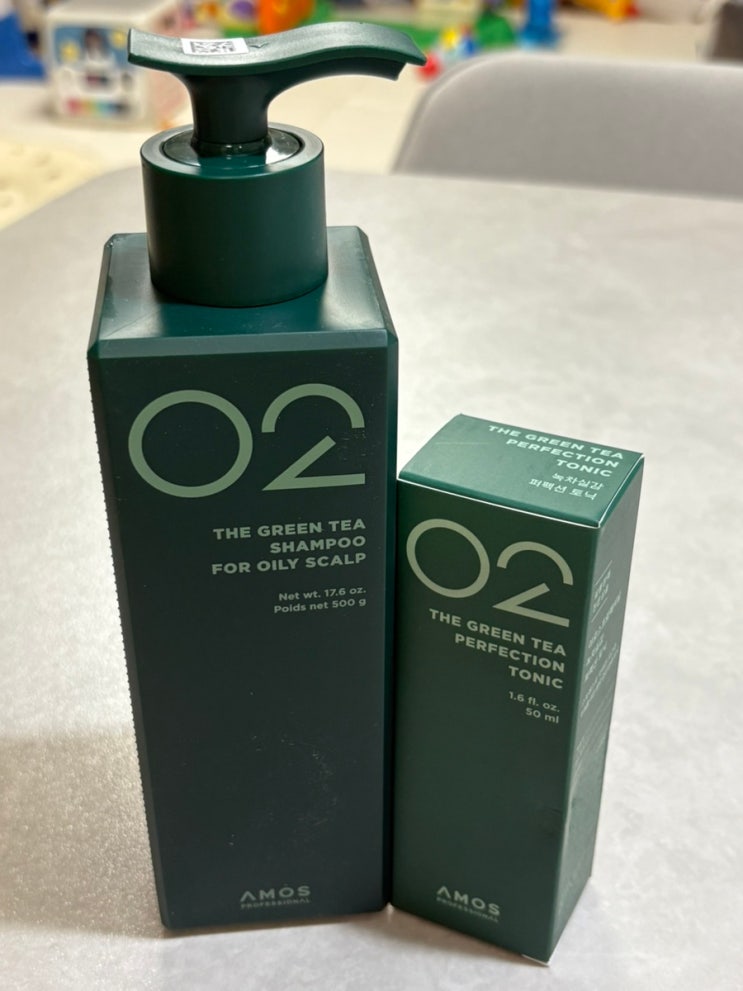 02
THE GREEN TEA
SHAMPOO
FOR OILY SCALP
Net wt. 17.6 oz.
Poids net 500 g
AMOS
PROFESSIONAL
THE GREEN TEA
PERFECTION
TONIC
녹차실감
퍼펙션 토닉
02
THE GREEN TEA
PERFECTION
TONIC
1.6 fl. oz.
50 ml
AMOS
PROFESSIONAL